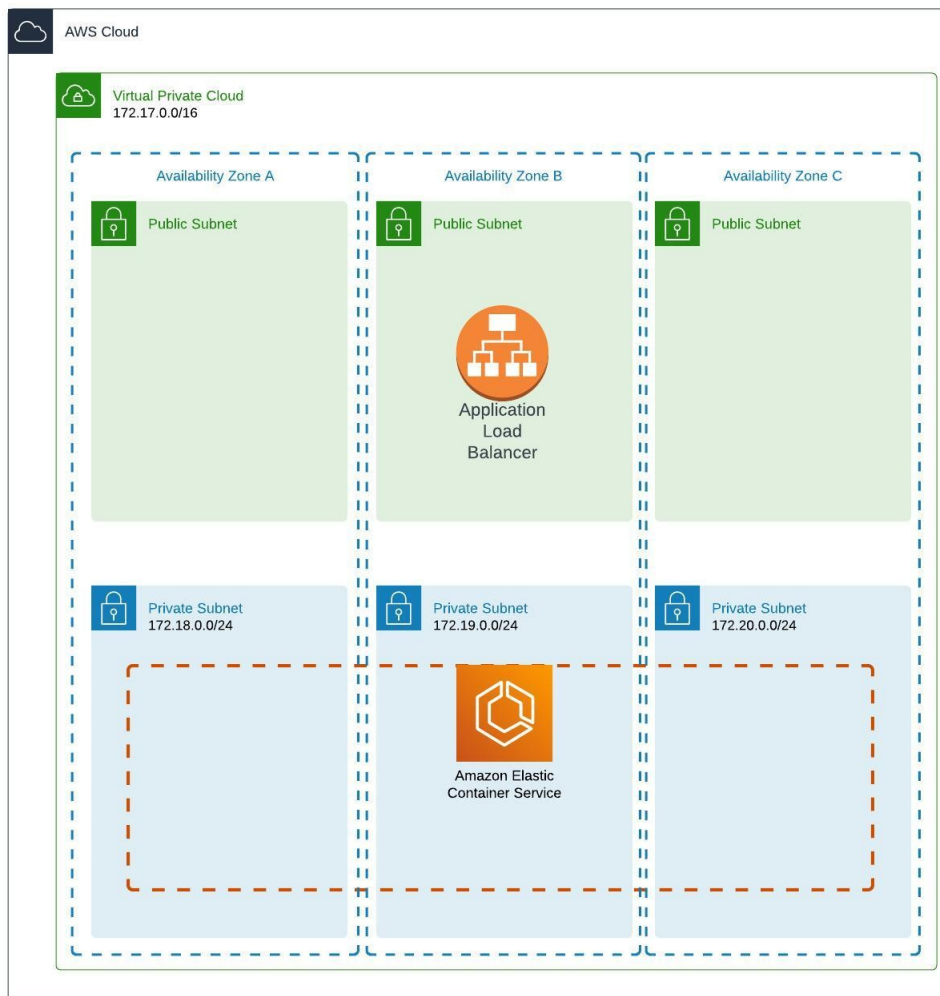 AWS Cloud
Virtual Private Cloud
172.17.0.0/16
Availability Zone A
Availability Zone B
Availability Zone C
Public Subnet
Public Subnet
Public Subnet
Application
Load
Balancer
Private Subnet
172.18.0.0/24
Private Subnet
172.19.0.0/24
Private Subnet
172.20.0.0/24
Amazon Elastic
Container Service